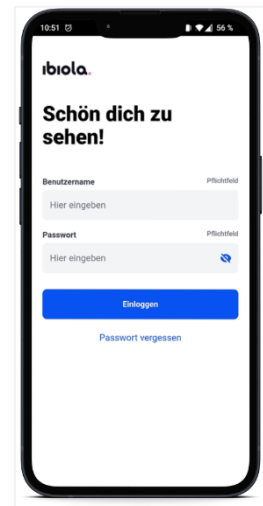 10:51 56 %
ibiola.
Schön dich zu
sehen!
Benutzername Pflichtfeld
Hier eingeben
Passwort Pflichtfeld
Hier eingeben
Einloggen
Passwort vergessen